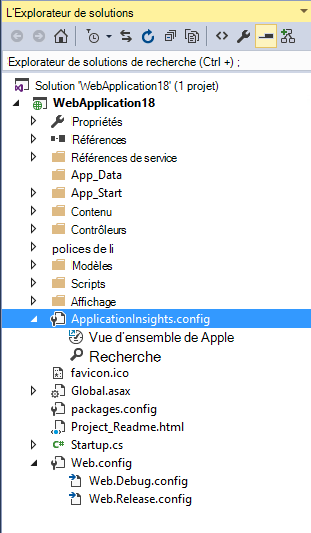 L'Explorateur de solutions
Explorateur de solutions de recherche (Ctrl +) ;
Solution 'WebApplication18' (1 projet)
WebApplication18
Propriétés
Références
Références de service
App_Data
App_Start
Contenu
Contrôleurs
polices de li
Modèles
Scripts
Affichage
ApplicationInsights.config
Vue d'ensemble de Apple
Recherche
favicon.ico
Global.asax
packages.config
Project_Readme.html
C# Startup.cs
Web.config
Web.Debug.config
Web.Release.config